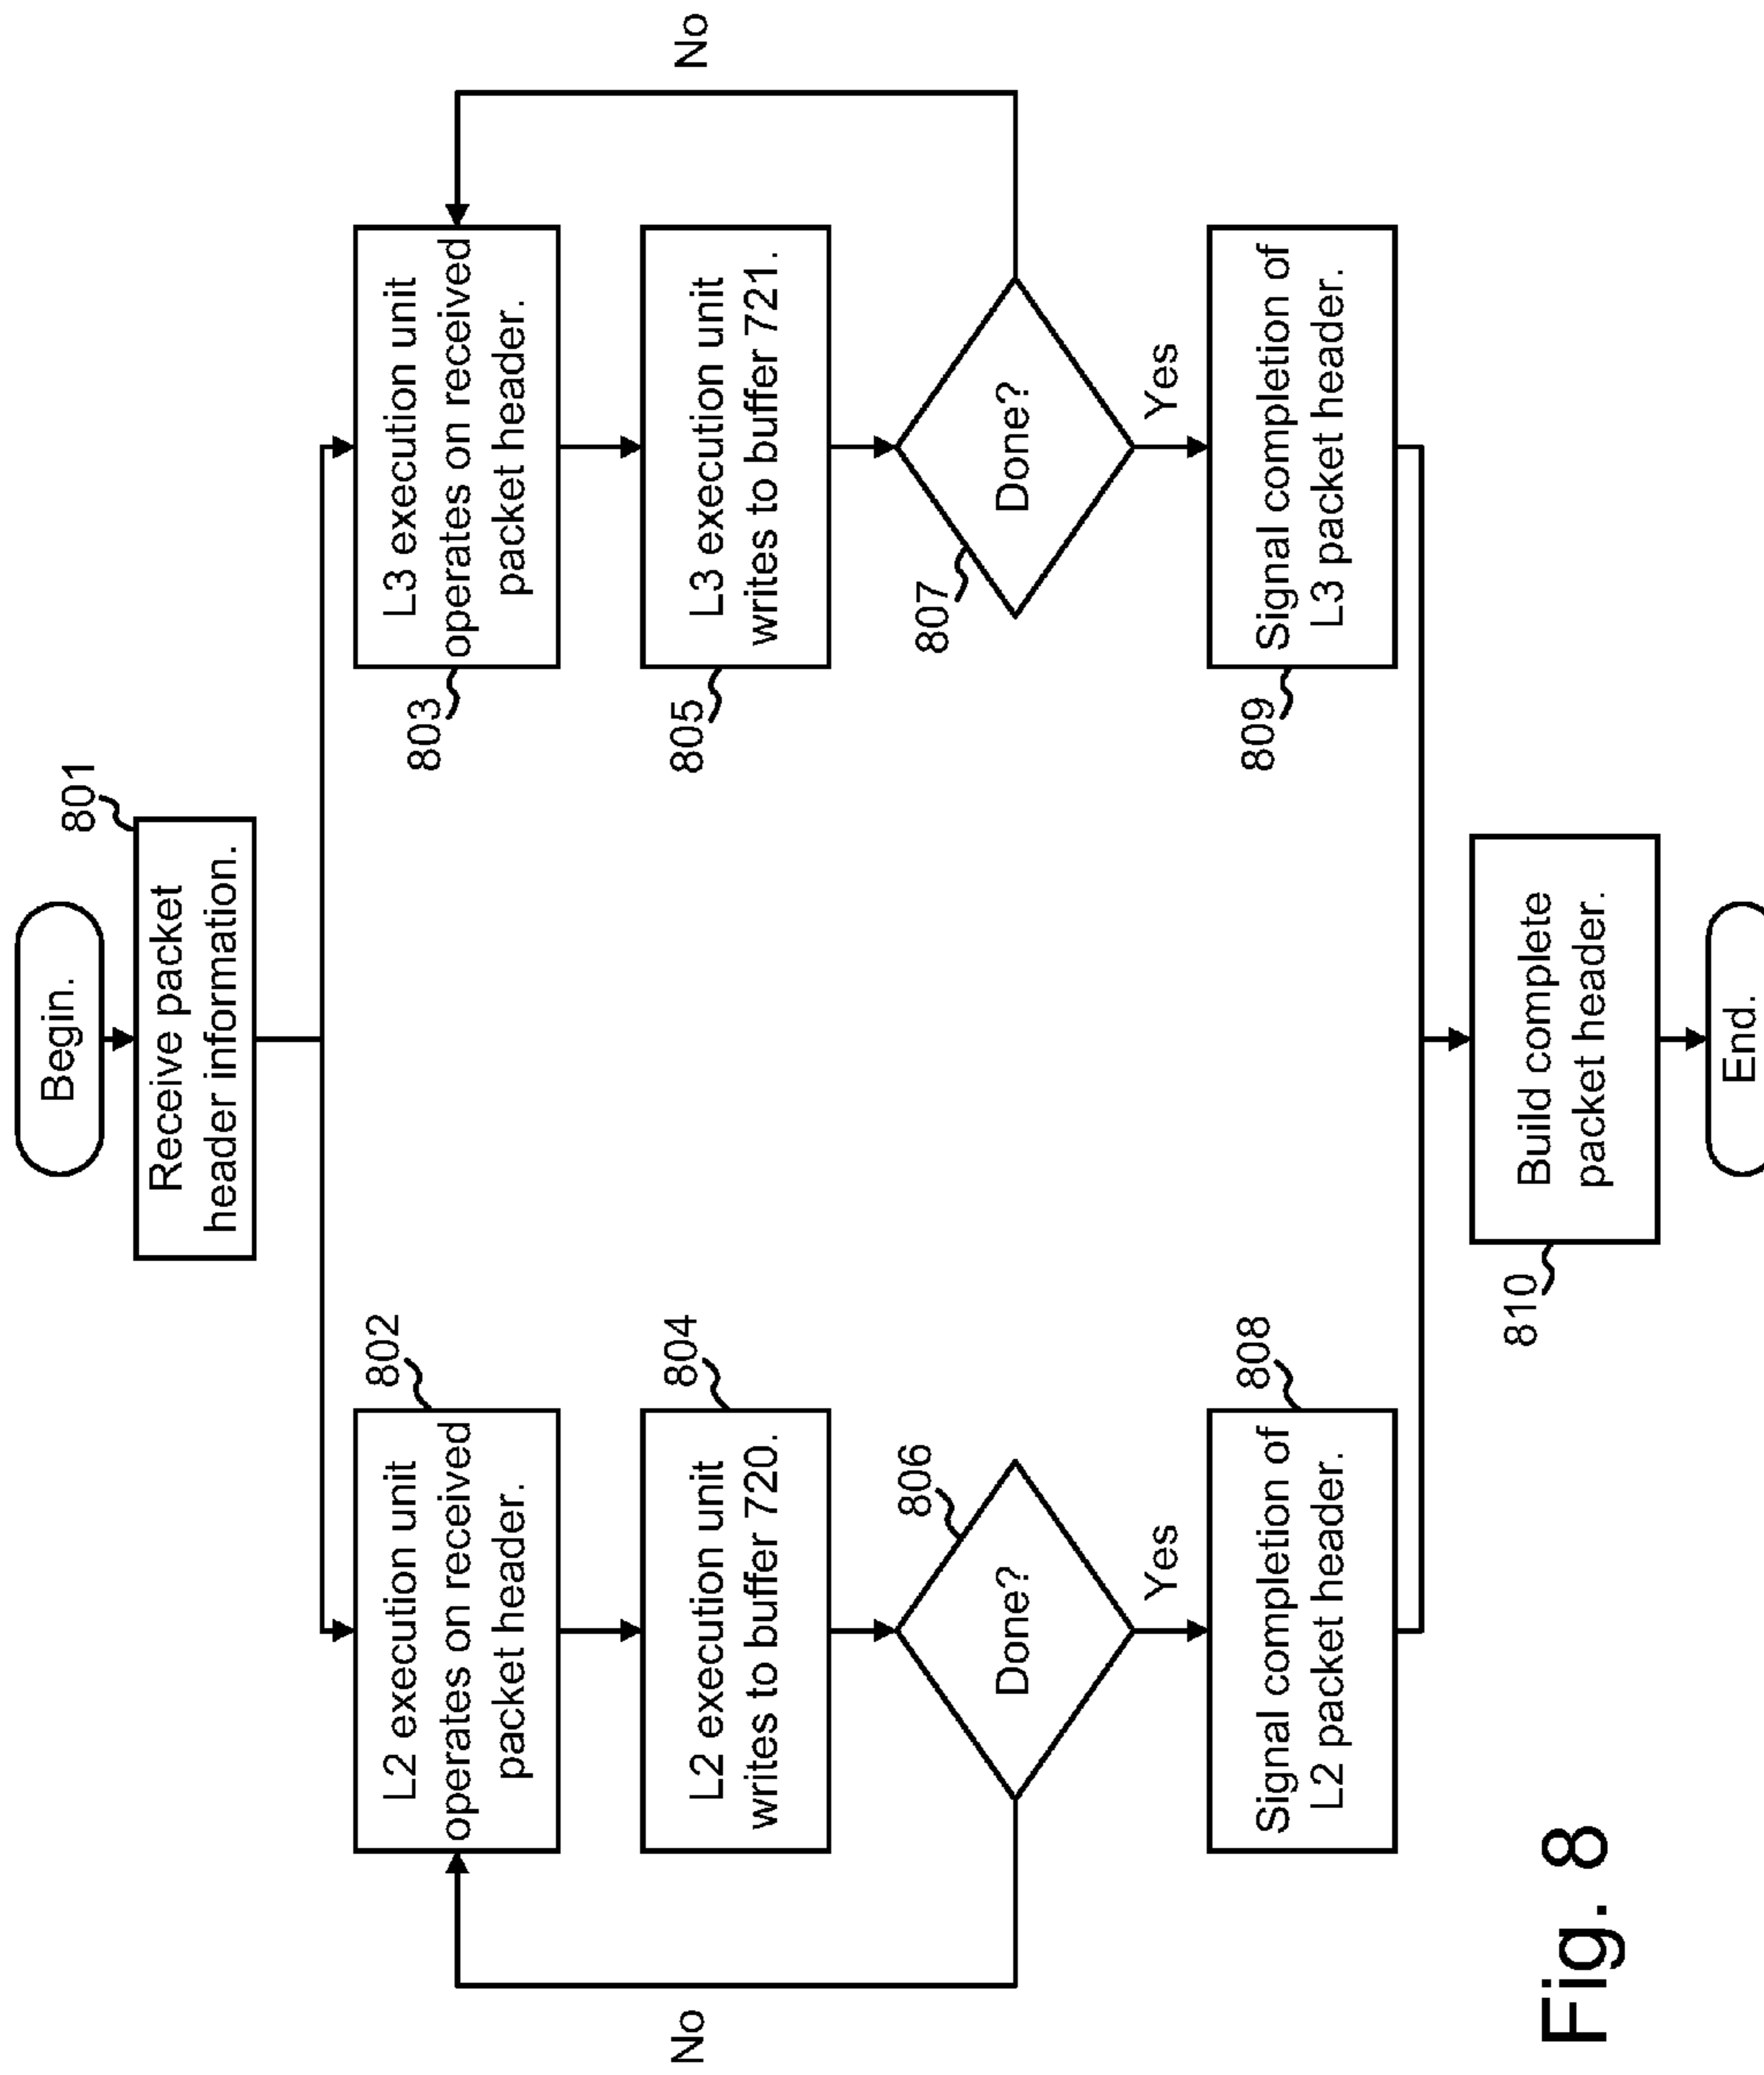 Begin.
801
Receive packet
header information.
802
L2 execution unit
operates on received
packet header.
803
L3 execution unit
operates on received
packet header.
No
804
L2 execution unit
writes to buffer 720.
805
L3 execution unit
writes to buffer 721.
No
806
Done?
Yes
807
Done?
Yes
808
Signal completion of
L2 packet header.
809
Signal completion of
L3 packet header.
810
Build complete
packet header.
End.
Fig. 8